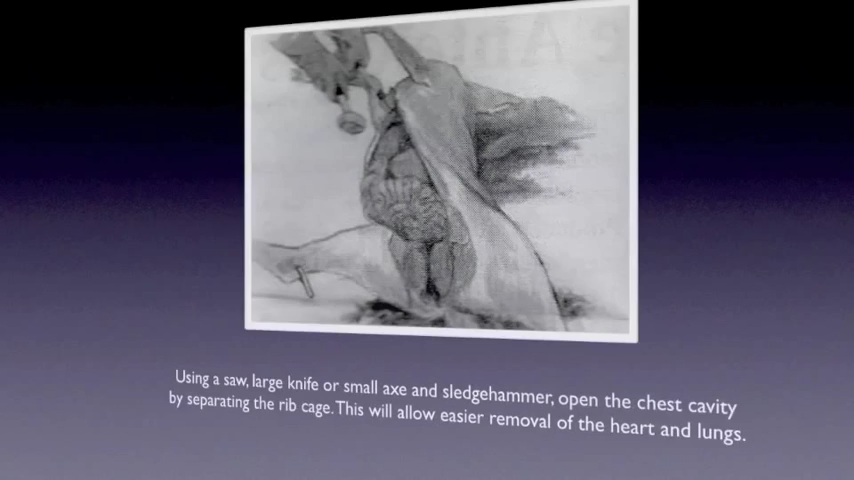 Using a saw, large knife or small axe and sledgehammer, open the chest cavity
by separating the rib cage. This will allow easier removal of the heart and lungs.